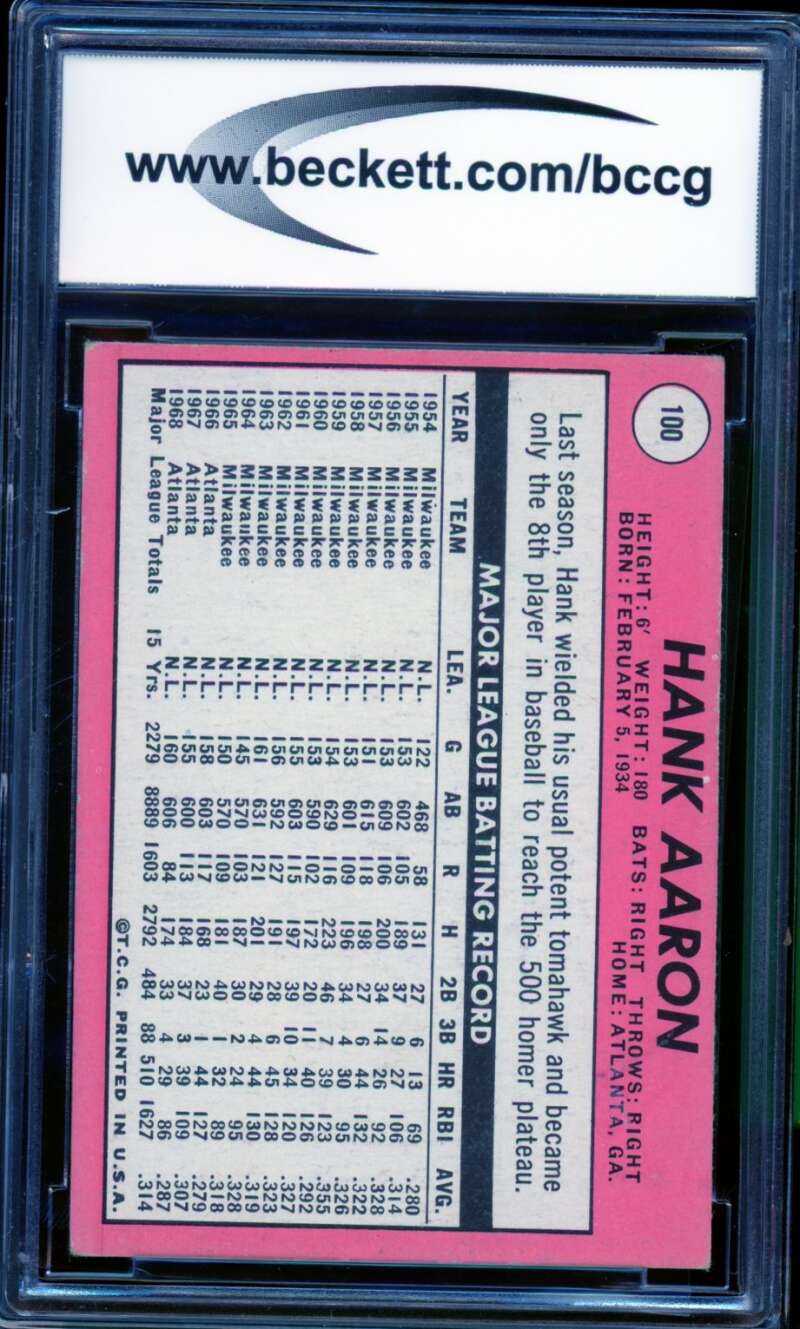 www.beckett.com/bccg
100
HANK AARON
HEIGHT: 6' WEIGHT: 180 BATS: RIGHT THROWS: RIGHT
BORN: FEBRUARY 5, 1934 HOME: ATLANTA, GA.
Last season, Hank wielded his usual potent tomahawk and became
only the 8th player in baseball to reach the 500 homer plateau.
MAJOR LEAGUE BATTING RECORD
YEAR TEAM LEA. G AB R H 2B 3B HR RBI AVG.
1954 Milwaukee N.L. 122 468 58 131 27 6 13 69 .280
1955 Milwaukee N.L. 153 602 105 189 37 9 27 106 .314
1956 Milwaukee N.L. 153 609 106 200 34 14 26 92 .328
1957 Milwaukee N.L. 151 615 118 198 27 6 44 132 .322
1958 Milwaukee N.L. 153 601 109 196 34 4 30 95 .326
1959 Milwaukee N.L. 154 629 116 223 46 7 39 123 .355
1960 Milwaukee N.L. 153 590 102 172 20 11 40 126 .292
1961 Milwaukee N.L. 155 603 115 197 39 10 34 120 .327
1962 Milwaukee N.L. 156 592 127 191 28 6 45 128 .323
1963 Milwaukee N.L. 161 631 121 201 29 4 44 130 .319
1964 Milwaukee N.L. 145 570 103 187 30 2 24 95 .328
1965 Milwaukee N.L. 150 570 109 181 40 1 32 89 .318
1966 Atlanta N.L. 158 603 117 168 23 1 44 127 .279
1967 Atlanta N.L. 155 600 113 184 37 3 39 109 .307
1968 Atlanta N.L. 160 606 84 174 33 4 29 86 .287
Major League Totals 15 Yrs. 2279 8889 1603 2792 484 88 510 1627 .314
©T.C.G. PRINTED IN U.S.A.